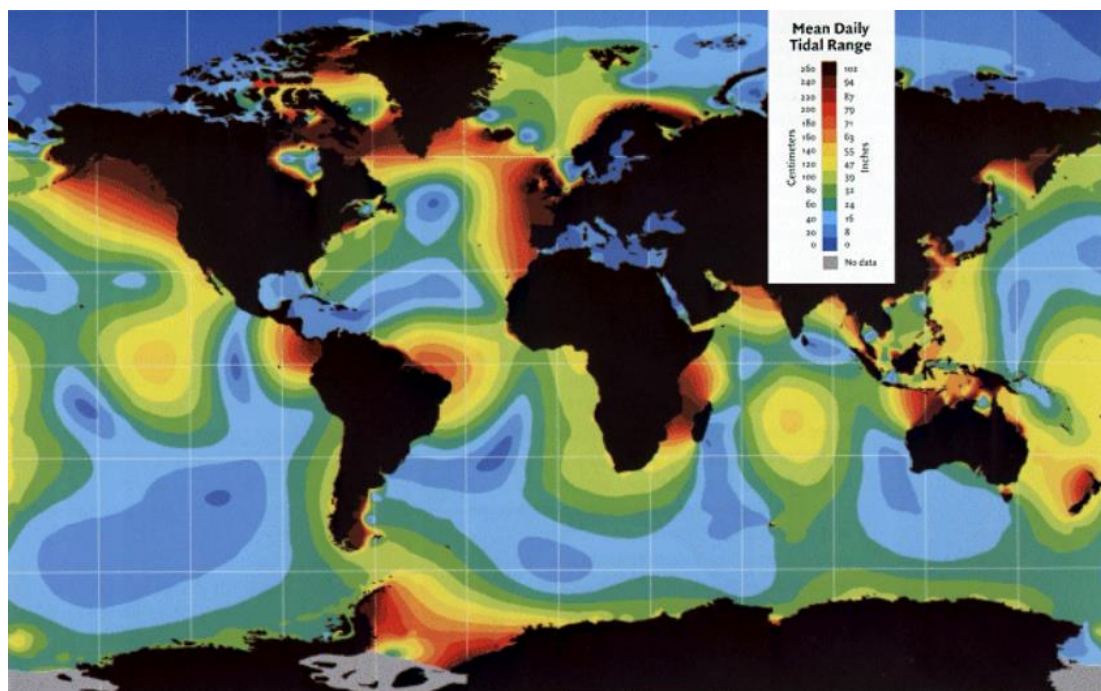 Mean Daily
Tidal Range
260 102
240 94
220 87
200 79
180 71
160 63
140 55
120 47
100 39
80 32
60 24
40 16
20 8
0 0
Centimeters
Inches
No data